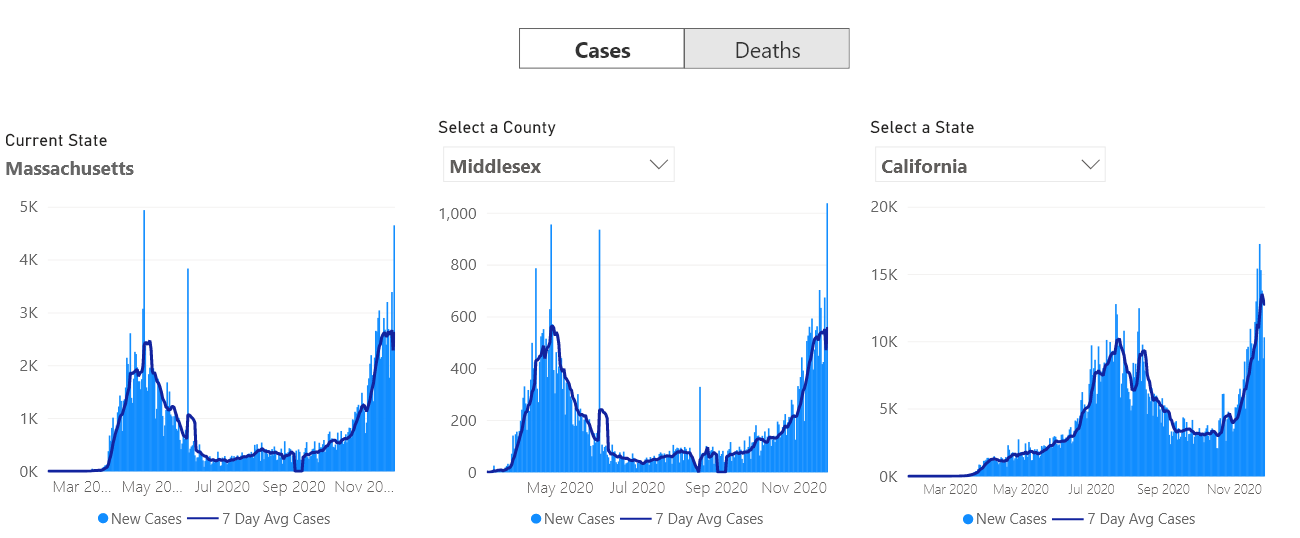 Cases Deaths
Current State
Massachusetts
5K
4K
3K
2K
1K
0K
Mar 20... May 20... Jul 2020 Sep 2020 Nov 20...
New Cases 7 Day Avg Cases
Select a County
Middlesex
1,000
800
600
400
200
0
May 2020 Jul 2020 Sep 2020 Nov 2020
New Cases 7 Day Avg Cases
Select a State
California
20K
15K
10K
5K
0K
Mar 2020 May 2020 Jul 2020 Sep 2020 Nov 2020
New Cases 7 Day Avg Cases